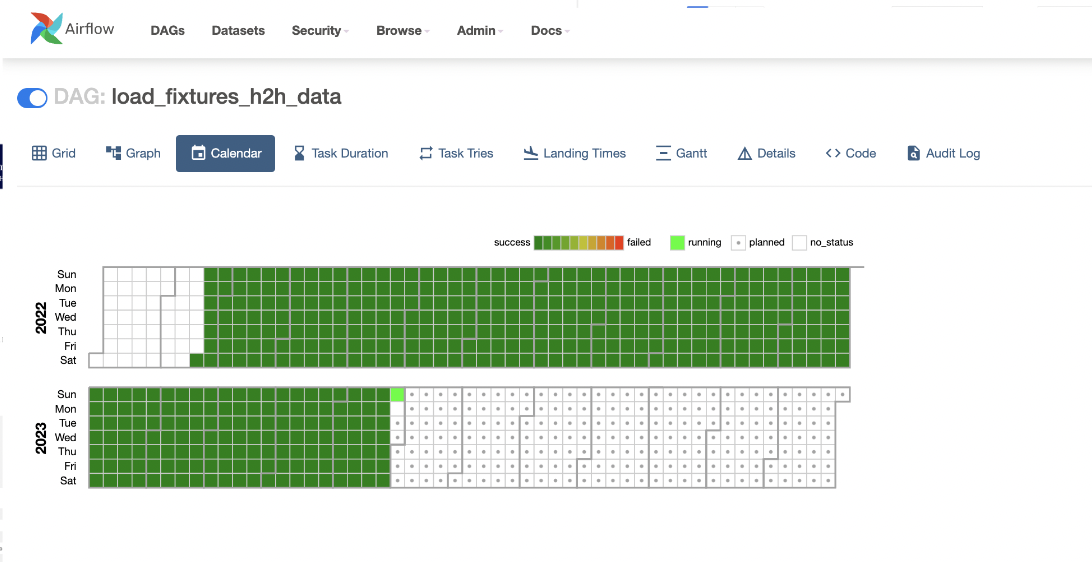 Airflow DAGs Datasets Security Browse Admin Docs
DAG: load_fixtures_h2h_data
Grid Graph Calendar Task Duration Task Tries Landing Times Gantt Details Code Audit Log
success failed running planned no_status
2022
Sun
Mon
Tue
Wed
Thu
Fri
Sat
2023
Sun
Mon
Tue
Wed
Thu
Fri
Sat